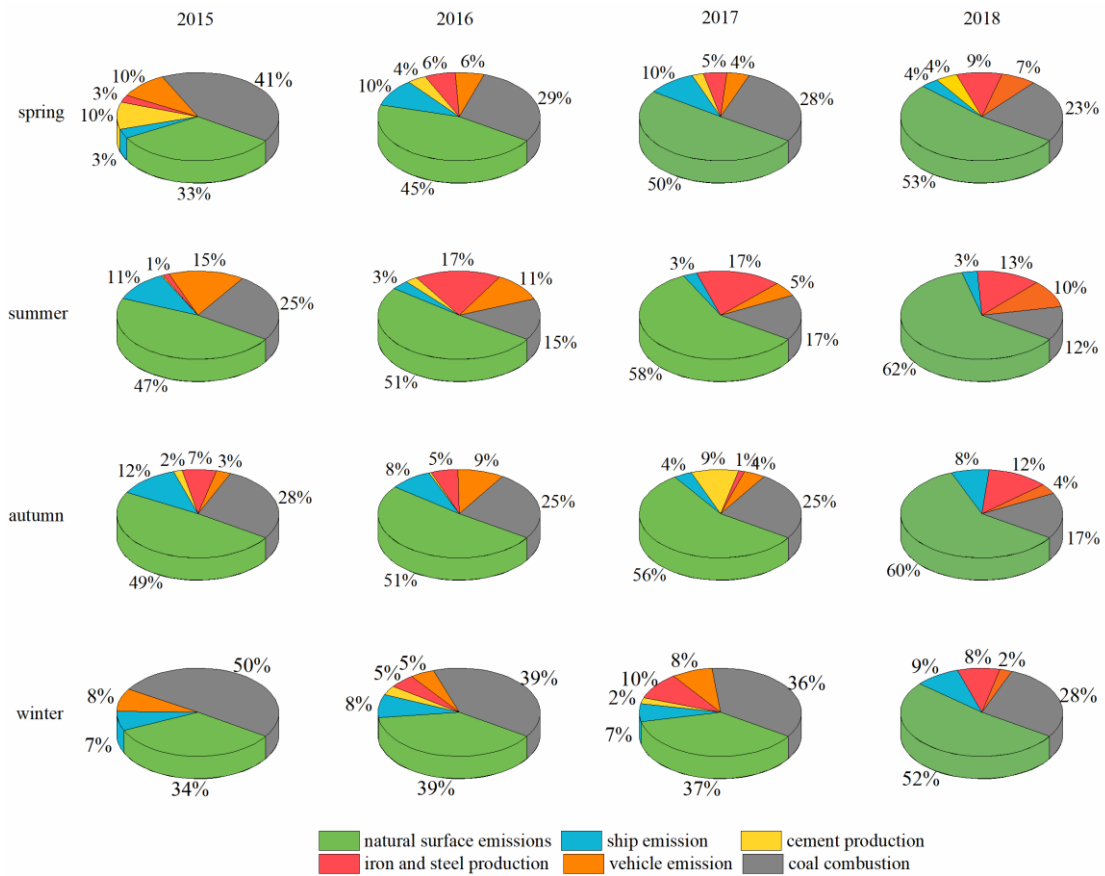 2015 2016 2017 2018
spring
10% 41% 3% 10% 3% 33%
10% 4% 6% 6% 29% 45%
10% 5% 4% 28% 50%
4% 4% 9% 7% 23% 53%
summer
11% 1% 15% 25% 47%
3% 17% 11% 15% 51%
3% 17% 5% 17% 58%
3% 13% 10% 12% 62%
autumn
12% 2% 7% 3% 28% 49%
8% 5% 9% 25% 51%
4% 9% 1% 4% 25% 56%
8% 12% 4% 17% 60%
winter
8% 50% 7% 34%
8% 5% 5% 39% 39%
7% 2% 10% 8% 36% 37%
9% 8% 2% 28% 52%
natural surface emissions ship emission cement production
iron and steel production vehicle emission coal combustion